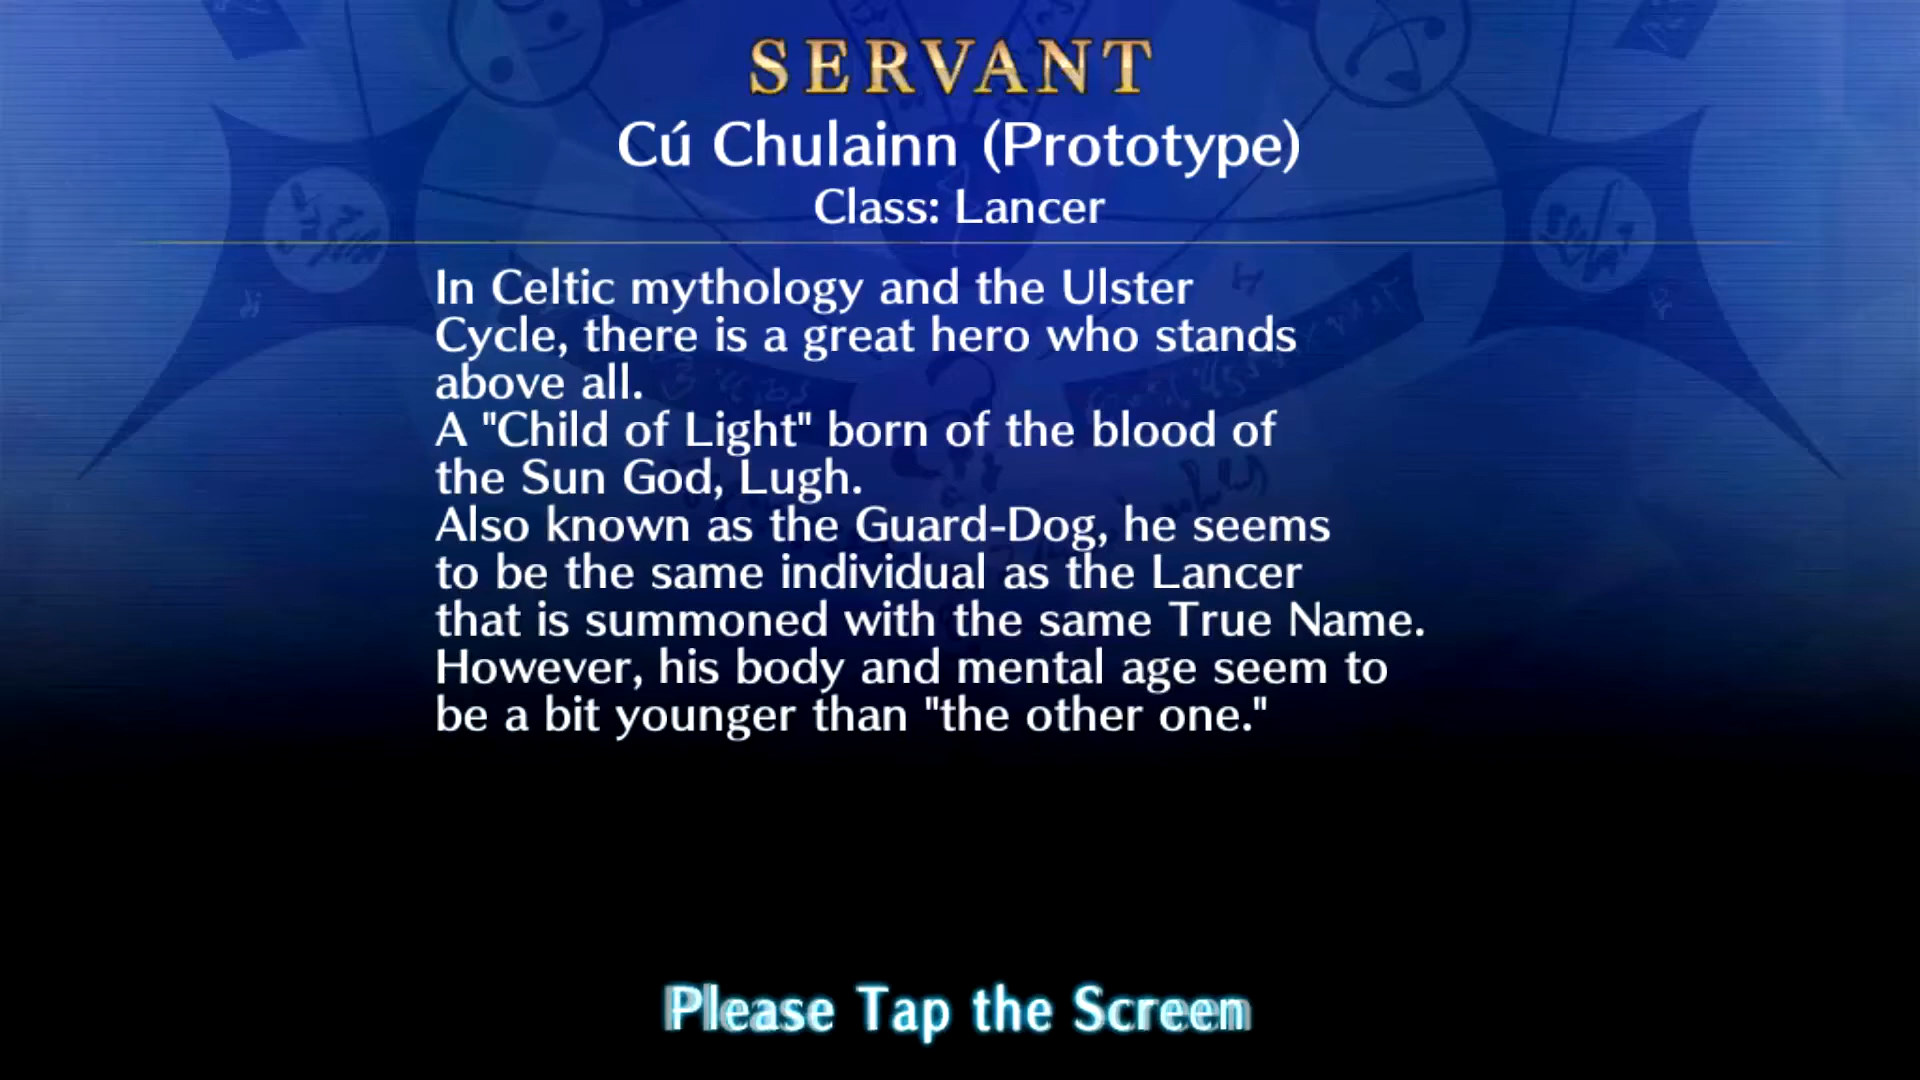 SERVANT
Cú Chulainn (Prototype)
Class: Lancer
In Celtic mythology and the Ulster
Cycle, there is a great hero who stands
above all.
A "Child of Light" born of the blood of
the Sun God, Lugh.
Also known as the Guard-Dog, he seems
to be the same individual as the Lancer
that is summoned with the same True Name.
However, his body and mental age seem to
be a bit younger than "the other one."
Please Tap the Screen